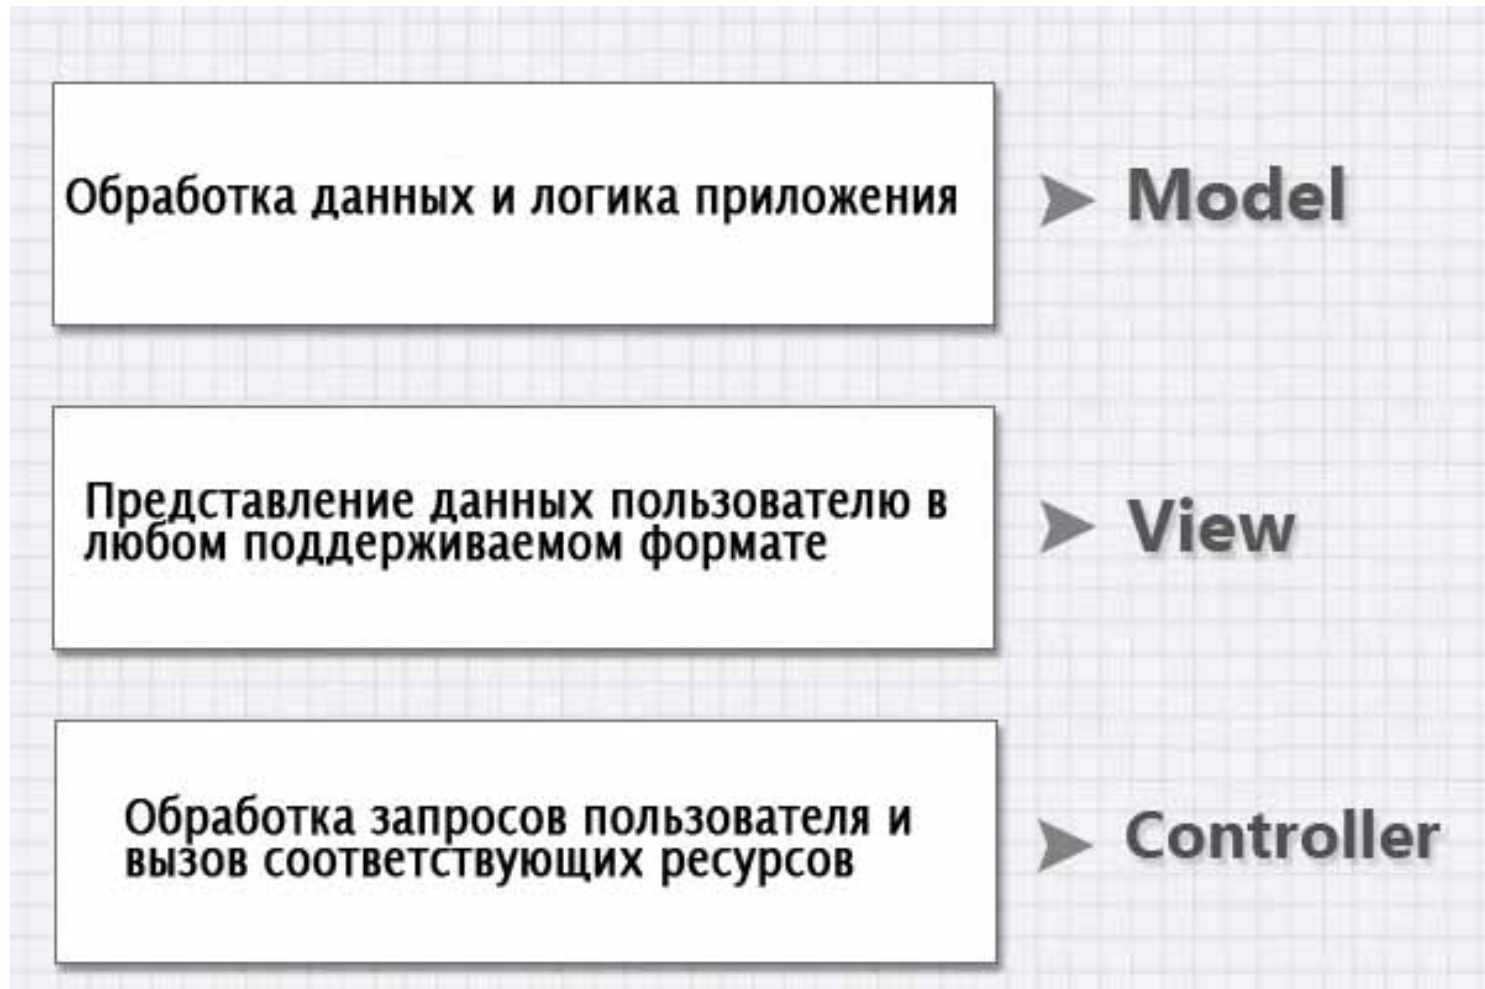 Обработка данных и логика приложения
Model
Представление данных пользователю в
любом поддерживаемом формате
View
Обработка запросов пользователя и
вызов соответствующих ресурсов
Controller